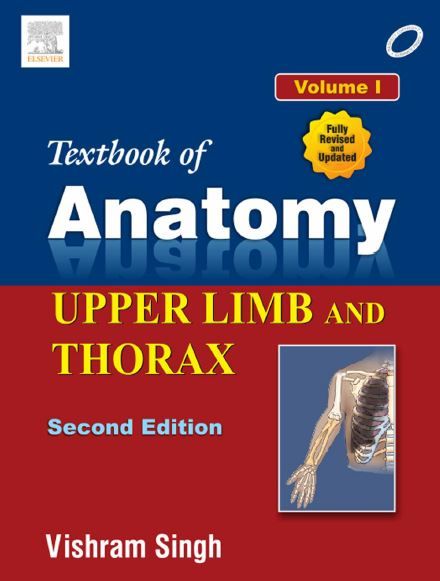 ELSEVIER
Volume I
Fully
Revised
and
Updated
Textbook of
Anatomy
UPPER LIMB AND
THORAX
Second Edition
Vishram Singh